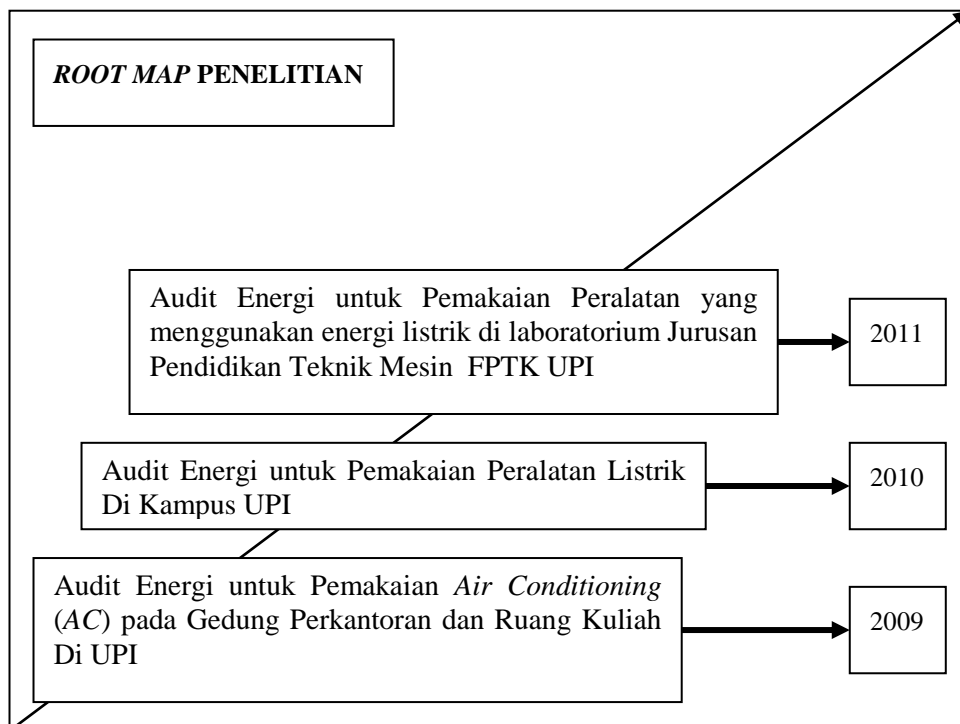 ROOT MAP PENELITIAN
Audit Energi untuk Pemakaian Peralatan yang
menggunakan energi listrik di laboratorium Jurusan
Pendidikan Teknik Mesin FPTK UPI
2011
Audit Energi untuk Pemakaian Peralatan Listrik
Di Kampus UPI
2010
Audit Energi untuk Pemakaian Air Conditioning
(AC) pada Gedung Perkantoran dan Ruang Kuliah
Di UPI
2009